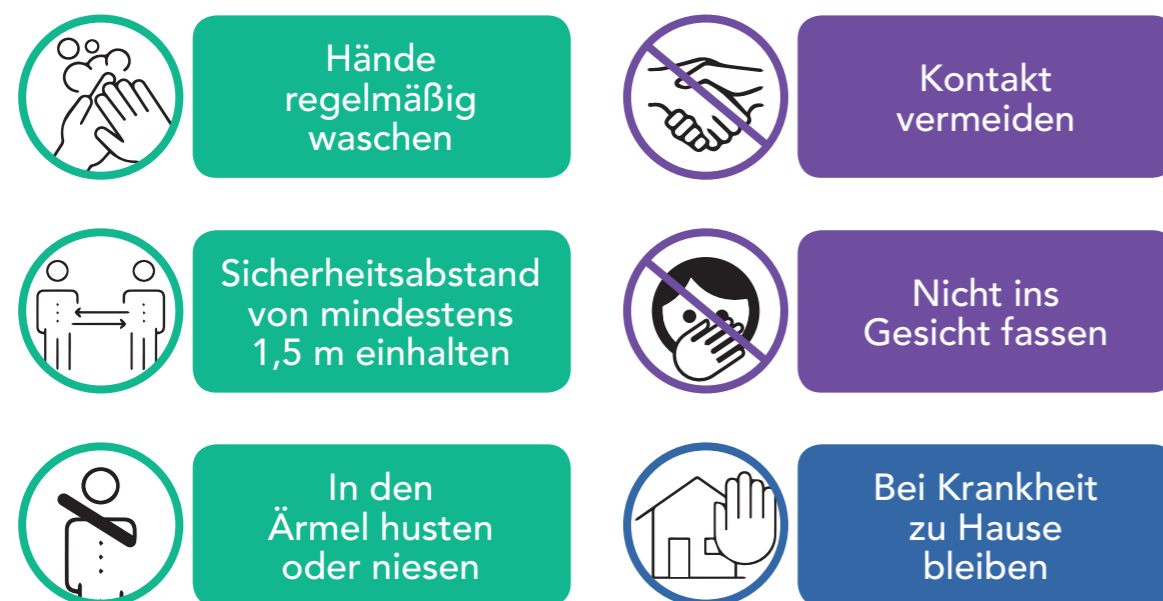 Hände
regelmäßig
waschen
Kontakt
vermeiden
Sicherheitsabstand
von mindestens
1,5 m einhalten
Nicht ins
Gesicht fassen
In den
Ärmel husten
oder niesen
Bei Krankheit
zu Hause
bleiben